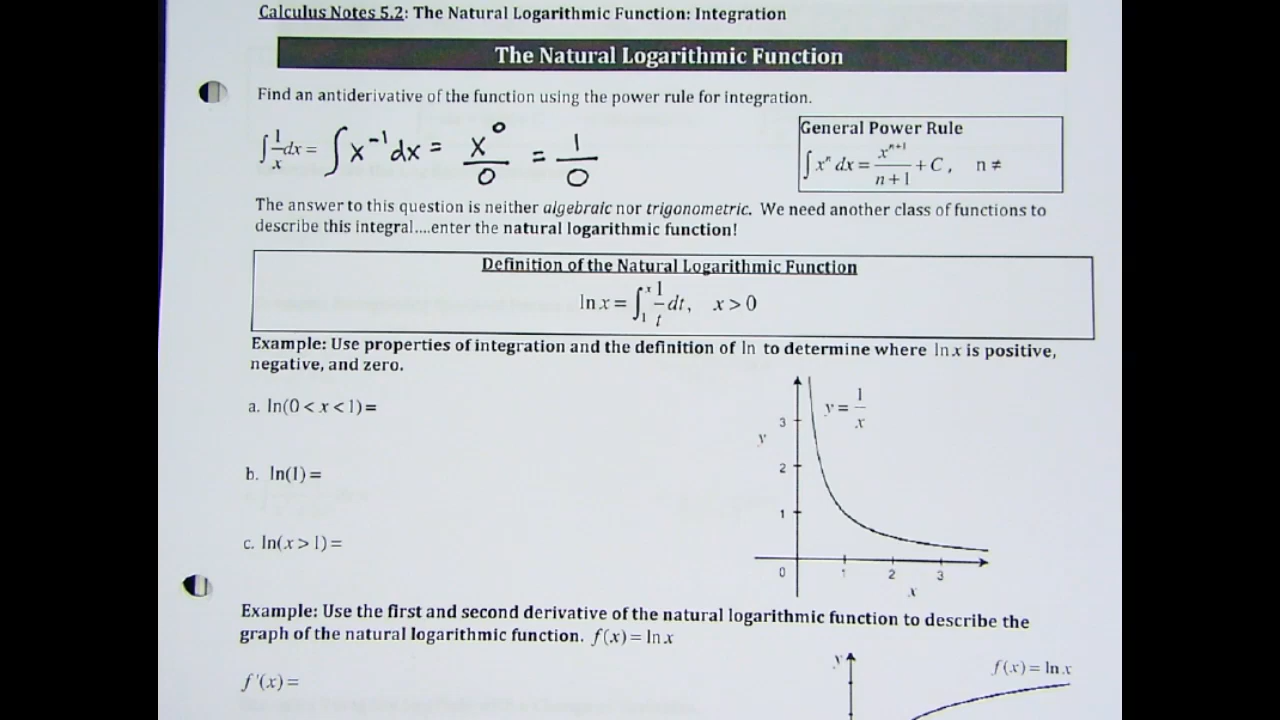 Calculus Notes 5.2: The Natural Logarithmic Function: Integration
The Natural Logarithmic Function
Find an antiderivative of the function using the power rule for integration.
∫ 1/x dx = ∫ x⁻¹ dx = x⁰/0 = 1/0
General Power Rule
∫ xⁿ dx = xⁿ⁺¹/(n+1) + C, n ≠
The answer to this question is neither algebraic nor trigonometric. We need another class of functions to
describe this integral....enter the natural logarithmic function!
Definition of the Natural Logarithmic Function
ln x = ∫₁ˣ 1/t dt, x > 0
Example: Use properties of integration and the definition of ln to determine where ln x is positive,
negative, and zero.
a. ln(0 < x < 1) =
b. ln(1) =
c. ln(x > 1) =
y = 1/x
y
3
2
1
0 1 2 3
x
Example: Use the first and second derivative of the natural logarithmic function to describe the
graph of the natural logarithmic function. f(x) = ln x
f'(x) =
y
f(x) = ln x